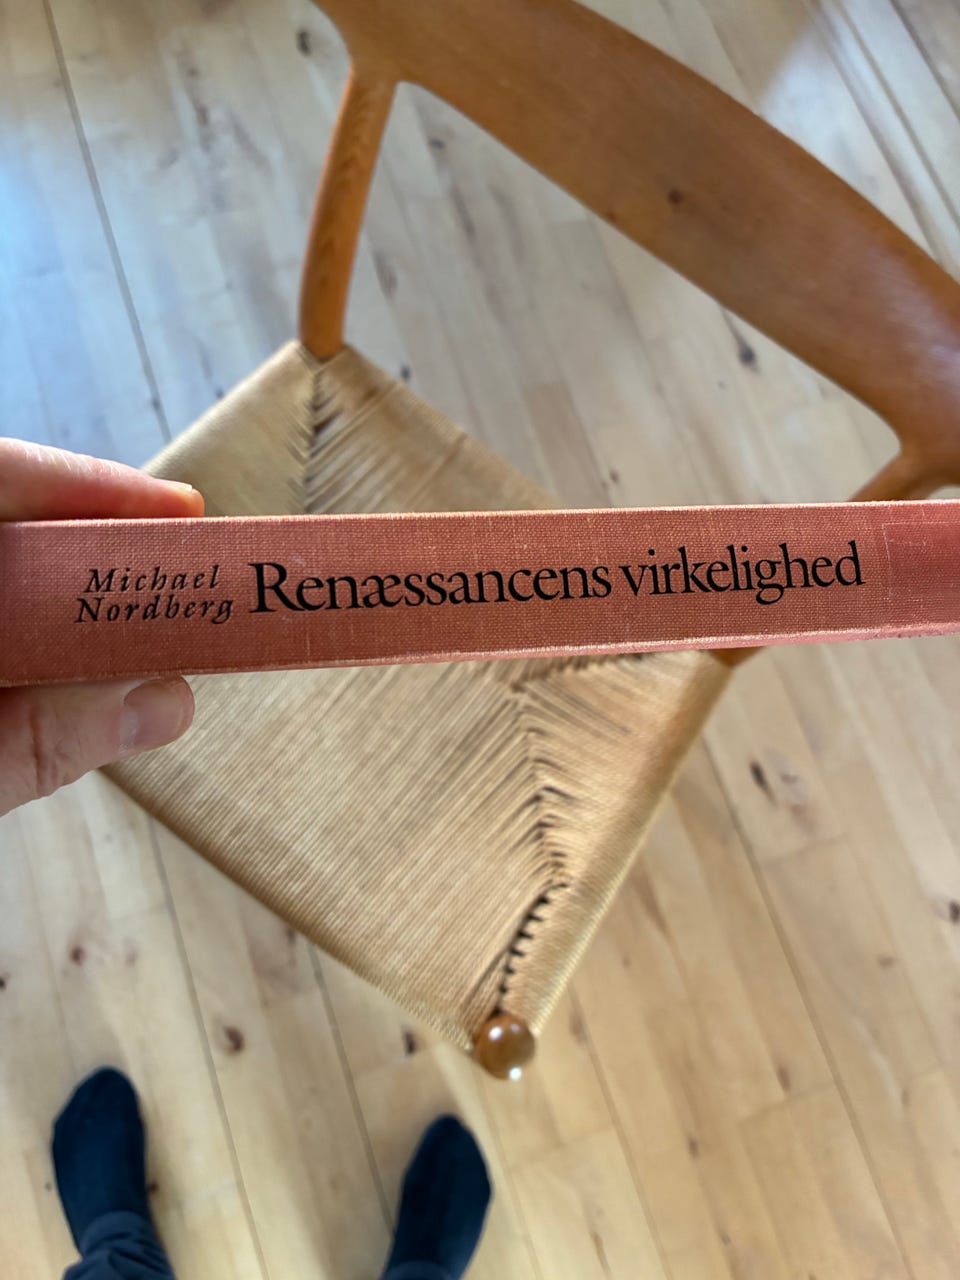 Michael
Nordberg
Renæssancens virkelighed